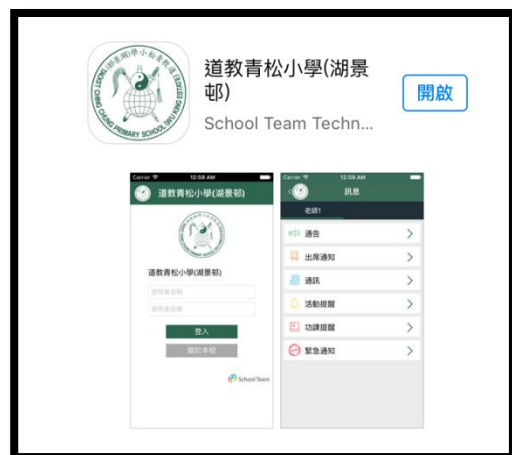 道教青松小學(湖景
邨)
School Team Techn...
開啟
Carrier 12:59 AM
道教青松小學(湖景邨)
道教青松小學(湖景邨)
登入
關於本校
School Team
Carrier 12:59 AM
訊息
老師1
通告
出席通知
通訊
活動提醒
功課提醒
緊急通知